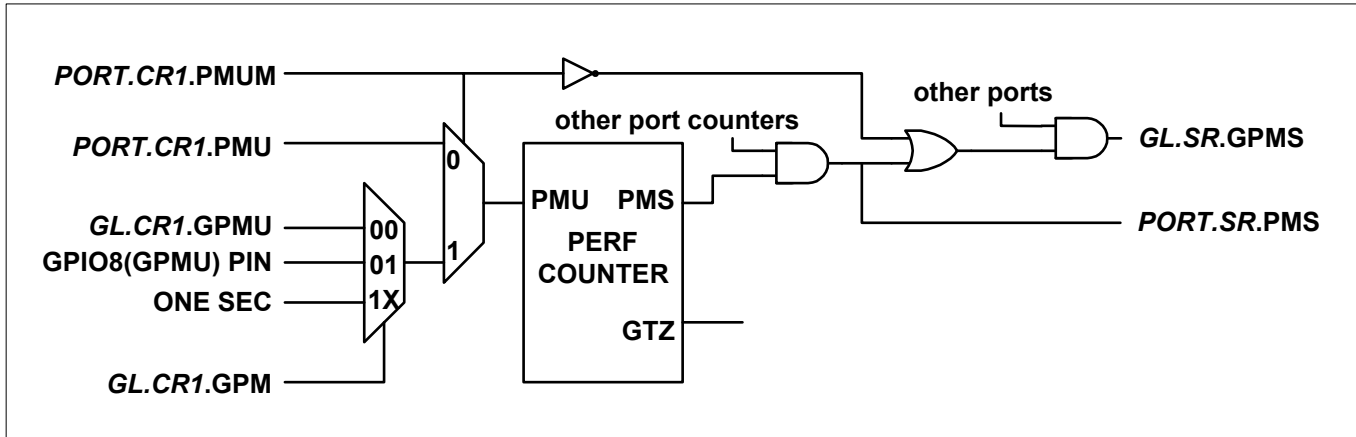 PORT.CR1.PMUM
other ports
other port counters
GL.SR.GPMS
PORT.CR1.PMU
0
PMU
PMS
PORT.SR.PMS
GL.CR1.GPMU
00
PERF
GPIO8(GPMU) PIN
01
1
COUNTER
ONE SEC
1X
GTZ
GL.CR1.GPM